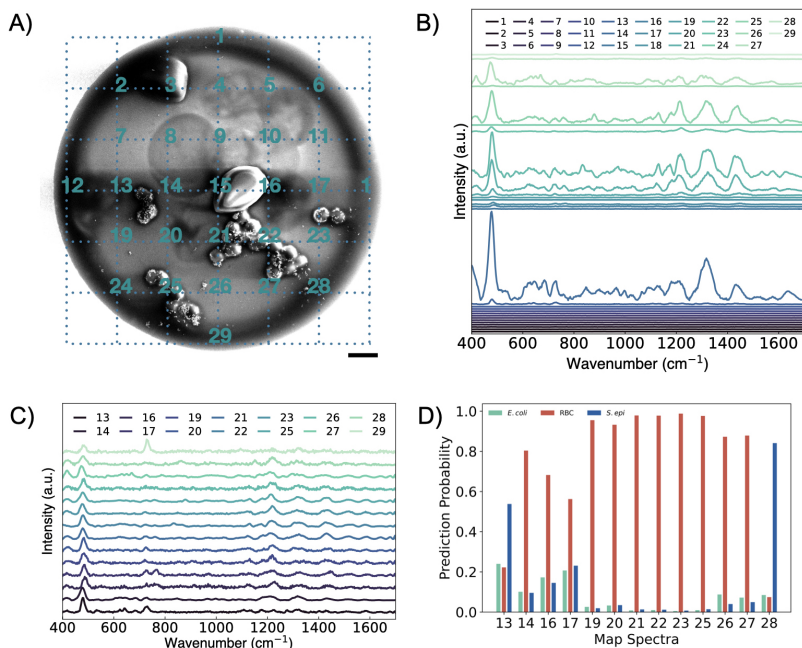 A)
1
2 3 4 5 6
7 8 9 10 11
12 13 14 15 16 17 1
19 20 21 22 23
24 25 26 27 28
29
B)
1 4 7 10 13 16 19 22 25 28
2 5 8 11 14 17 20 23 26 29
3 6 9 12 15 18 21 24 27
Intensity (a.u.)
400 600 800 1000 1200 1400 1600
Wavenumber (cm⁻¹)
C)
13 16 19 21 23 26 28
14 17 20 22 25 27 29
Intensity (a.u.)
400 600 800 1000 1200 1400 1600
Wavenumber (cm⁻¹)
D)
E. coli RBC S. epi
1.0
0.8
0.6
0.4
0.2
0.0
Prediction Probability
13 14 16 17 19 20 21 22 23 25 26 27 28
Map Spectra